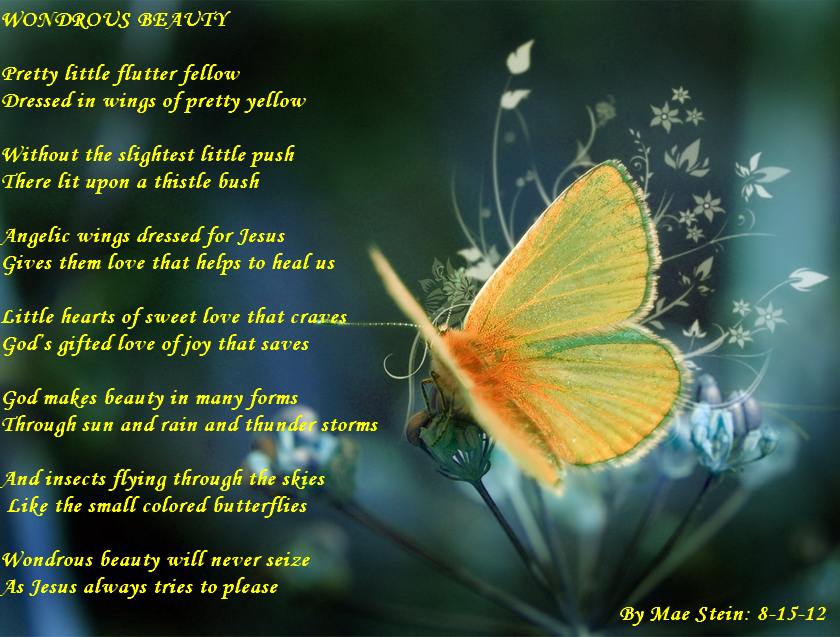 WONDROUS BEAUTY
Pretty little flutter fellow
Dressed in wings of pretty yellow
Without the slightest little push
There lit upon a thistle bush
Angelic wings dressed for Jesus
Gives them love that helps to heal us
Little hearts of sweet love that craves
God's gifted love of joy that saves
God makes beauty in many forms
Through sun and rain and thunder storms
And insects flying through the skies
Like the small colored butterflies
Wondrous beauty will never seize
As Jesus always tries to please
By Mae Stein: 8-15-12